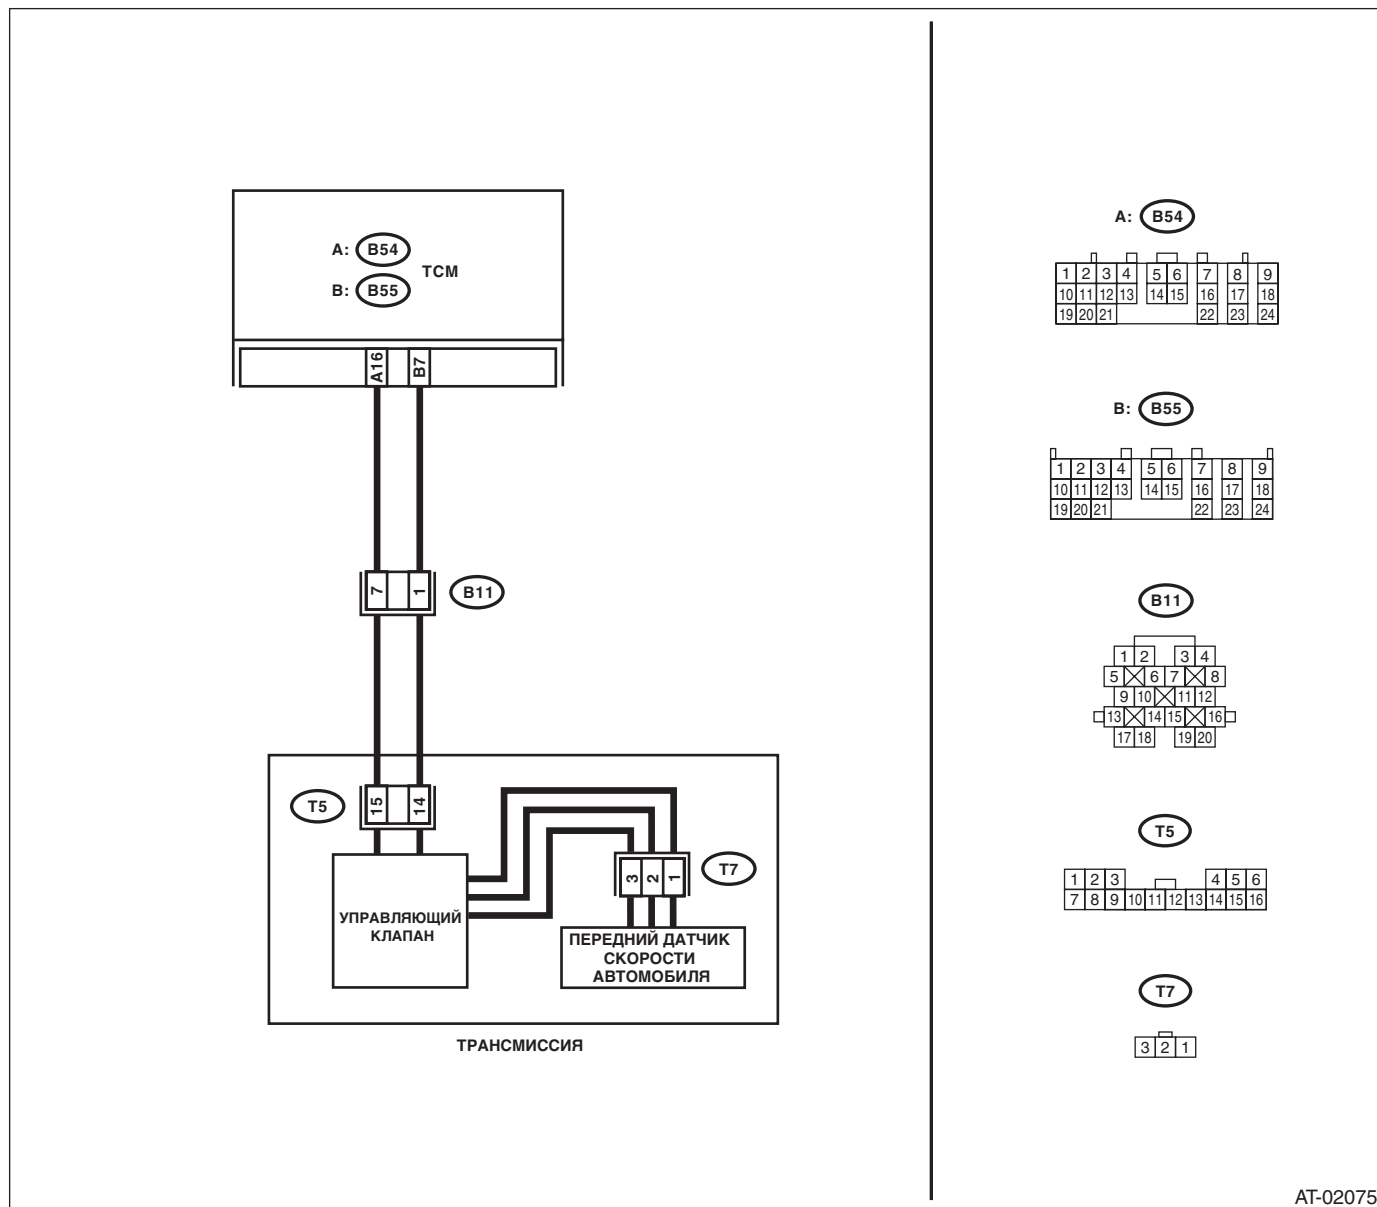 A: B54
B: B55
TCM
A16 B7
7 1
B11
T5
15 14
3 2 1
T7
УПРАВЛЯЮЩИЙ
КЛАПАН
ПЕРЕДНИЙ ДАТЧИК
СКОРОСТИ
АВТОМОБИЛЯ
ТРАНСМИССИЯ
A: B54
1 2 3 4 5 6 7 8 9
10 11 12 13 14 15 16 17 18
19 20 21 22 23 24
B: B55
1 2 3 4 5 6 7 8 9
10 11 12 13 14 15 16 17 18
19 20 21 22 23 24
B11
1 2 3 4
5 6 7 8
9 10 11 12
13 14 15 16
17 18 19 20
T5
1 2 3 4 5 6
7 8 9 10 11 12 13 14 15 16
T7
3 2 1
AT-02075